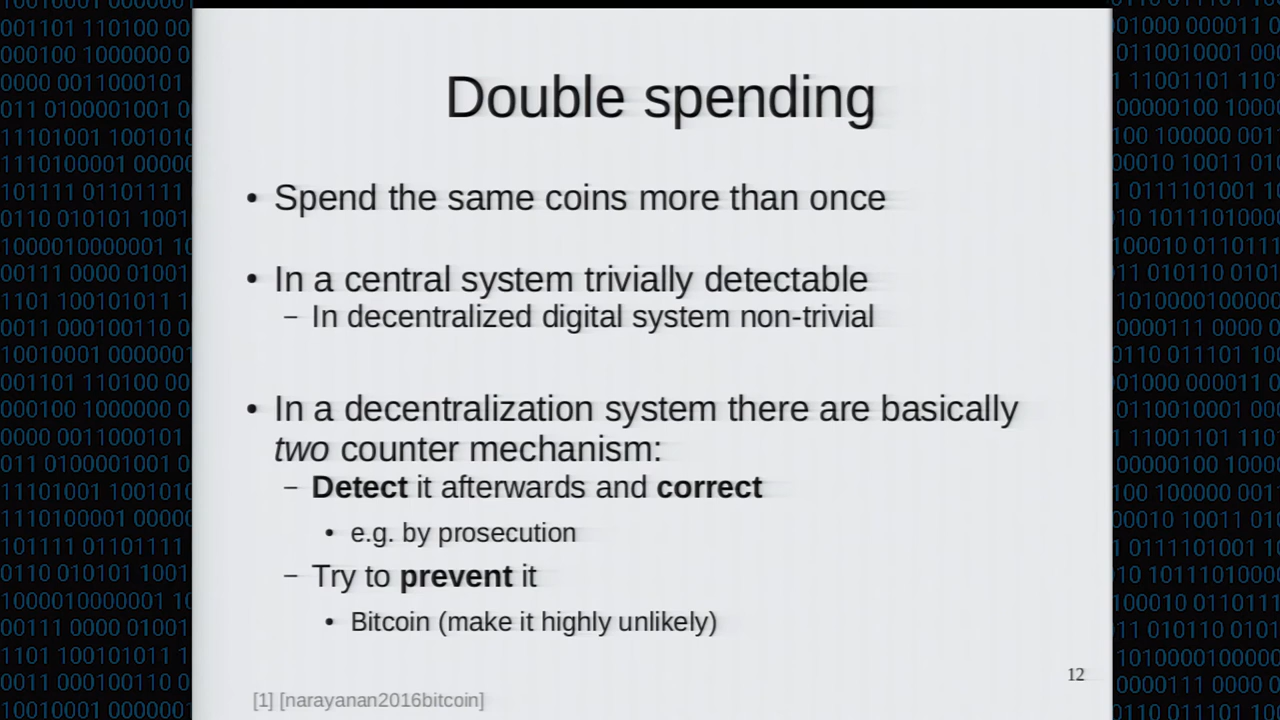 Double spending
• Spend the same coins more than once
• In a central system trivially detectable
– In decentralized digital system non-trivial
• In a decentralization system there are basically
two counter mechanism:
– Detect it afterwards and correct
• e.g. by prosecution
– Try to prevent it
• Bitcoin (make it highly unlikely)
12
[1] [narayanan2016bitcoin]